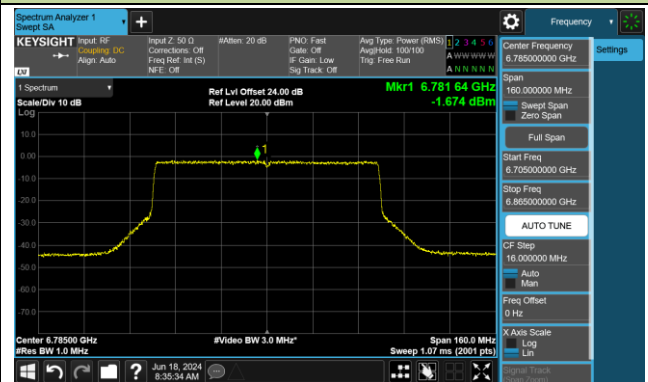 Spectrum Analyzer 1
Swept SA
+
Frequency
KEYSIGHT
Input: RF
Coupling: DC
Align: Auto
Input Z: 50 Ω
Corrections: Off
Freq Ref: Int (S)
NFE: Off
#Atten: 20 dB
PNO: Fast
Gate: Off
IF Gain: Low
Sig Track: Off
Avg Type: Power (RMS)
Avg|Hold: 100/100
Trig: Free Run
1 2 3 4 5 6
A W W W W W
A N N N N N
LXI
1 Spectrum
Scale/Div 10 dB
Ref Lvl Offset 24.00 dB
Ref Level 20.00 dBm
Mkr1 6.781 64 GHz
-1.674 dBm
Log
10.0
0.00
-10.0
-20.0
-30.0
-40.0
-50.0
-60.0
-70.0
1
Center 6.78500 GHz
#Res BW 1.0 MHz
#Video BW 3.0 MHz*
Span 160.0 MHz
Sweep 1.07 ms (2001 pts)
Jun 18, 2024
8:35:34 AM
?
Center Frequency
6.785000000 GHz
Settings
Span
160.000000 MHz
Swept Span
Zero Span
Full Span
Start Freq
6.705000000 GHz
Stop Freq
6.865000000 GHz
AUTO TUNE
CF Step
16.000000 MHz
Auto
Man
Freq Offset
0 Hz
X Axis Scale
Log
Lin
Signal Track
(Span Zoom)